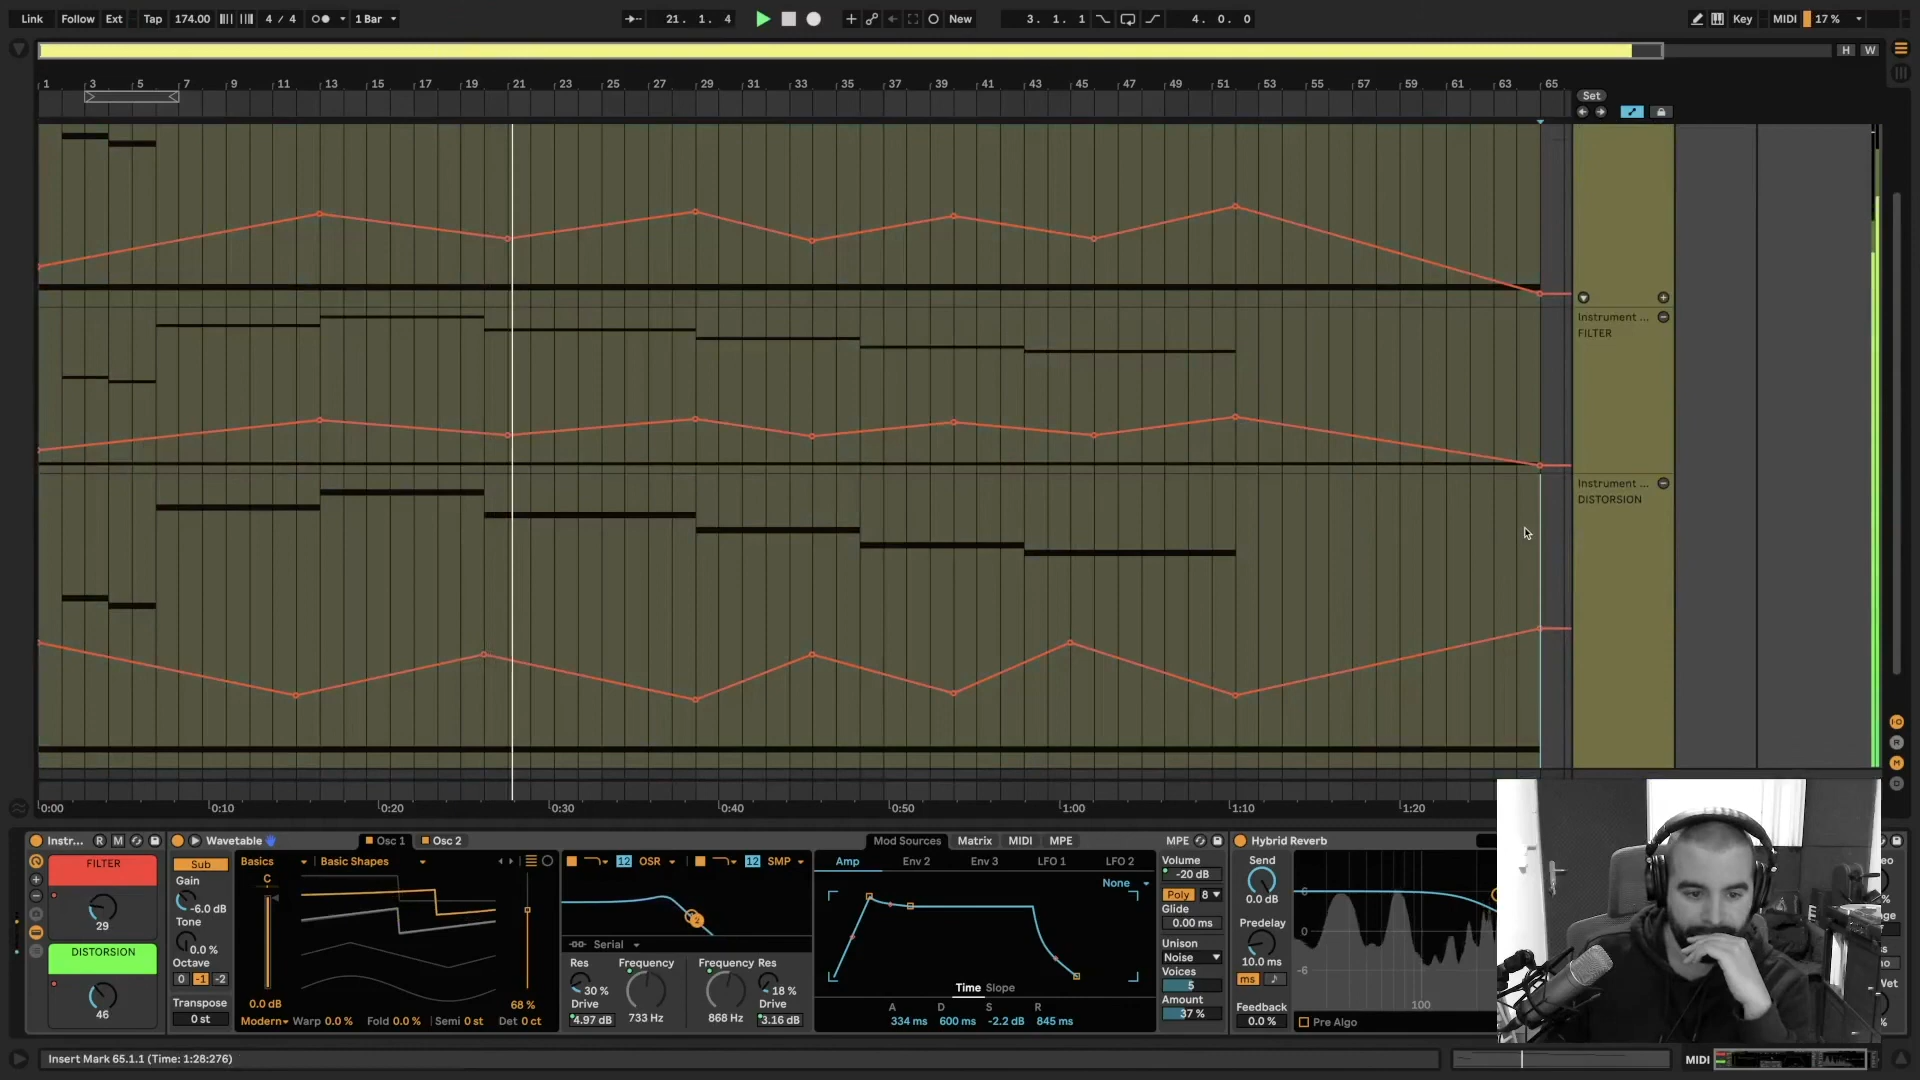 Link Follow Ext Tap 174.00 4 / 4 1 Bar 21. 1. 4 New 3. 1. 1 4. 0. 0 Key MIDI 17 %
H W
1 3 5 7 9 11 13 15 17 19 21 23 25 27 29 31 33 35 37 39 41 43 45 47 49 51 53 55 57 59 61 63 65
Set
Instrument ...
FILTER
Instrument ...
DISTORSION
0:00 0:10 0:20 0:30 0:40 0:50 1:00 1:10 1:20
Instr... R M Wavetable Osc 1 Osc 2 Mod Sources Matrix MIDI MPE MPE Hybrid Reverb
FILTER
29
DISTORSION
46
Sub
Gain
-6.0 dB
Tone
0.0 %
Octave
0 -1 -2
Transpose
0 st
Basics Basic Shapes
C
0.0 dB
68 %
Modern Warp 0.0 % Fold 0.0 % Semi 0 st Det 0 ct
12 OSR 12 SMP
Serial
Res Frequency Frequency Res
30 % 18 %
Drive Drive
4.97 dB 733 Hz 868 Hz 3.16 dB
Amp Env 2 Env 3 LFO 1 LFO 2
None
Time Slope
A D S R
334 ms 600 ms -2.2 dB 845 ms
Volume
-20 dB
Poly 8
Glide
0.00 ms
Unison
Noise
Voices
5
Amount
37 %
Send
0.0 dB
Predelay
10.0 ms
ms
Feedback
0.0 %
6
0
-6
100
Pre Algo
Insert Mark 65.1.1 (Time: 1:28:276)
MIDI